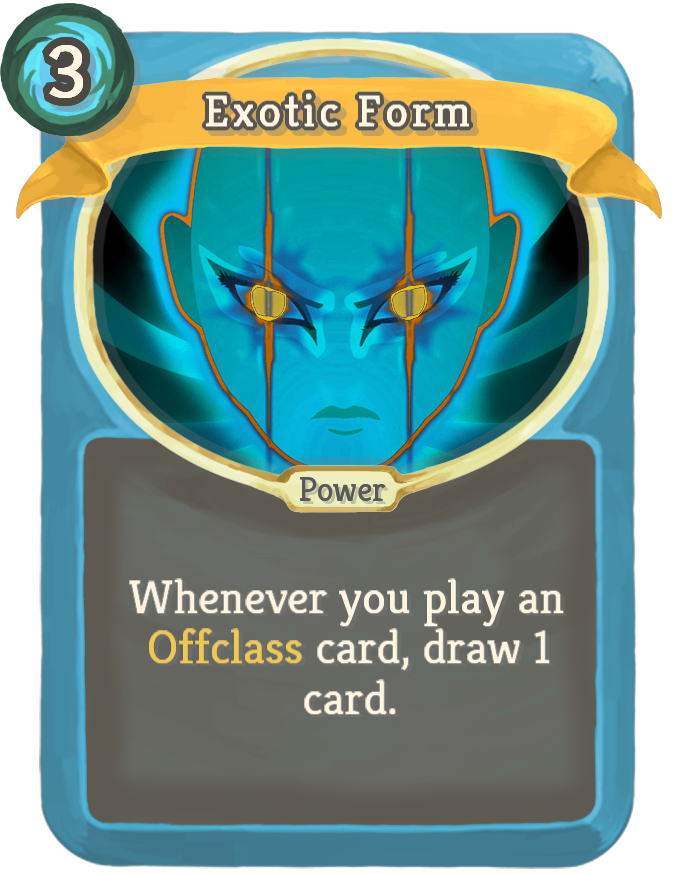 3
Exotic Form
Power
Whenever you play an
Offclass card, draw 1
card.